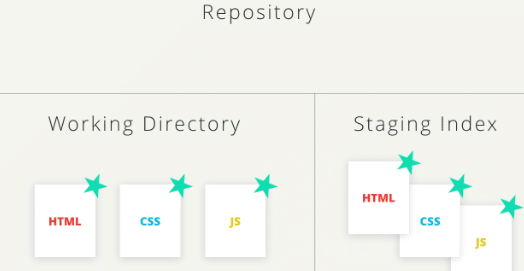 Repository
Working Directory
Staging Index
HTML
CSS
JS
HTML
CSS
JS